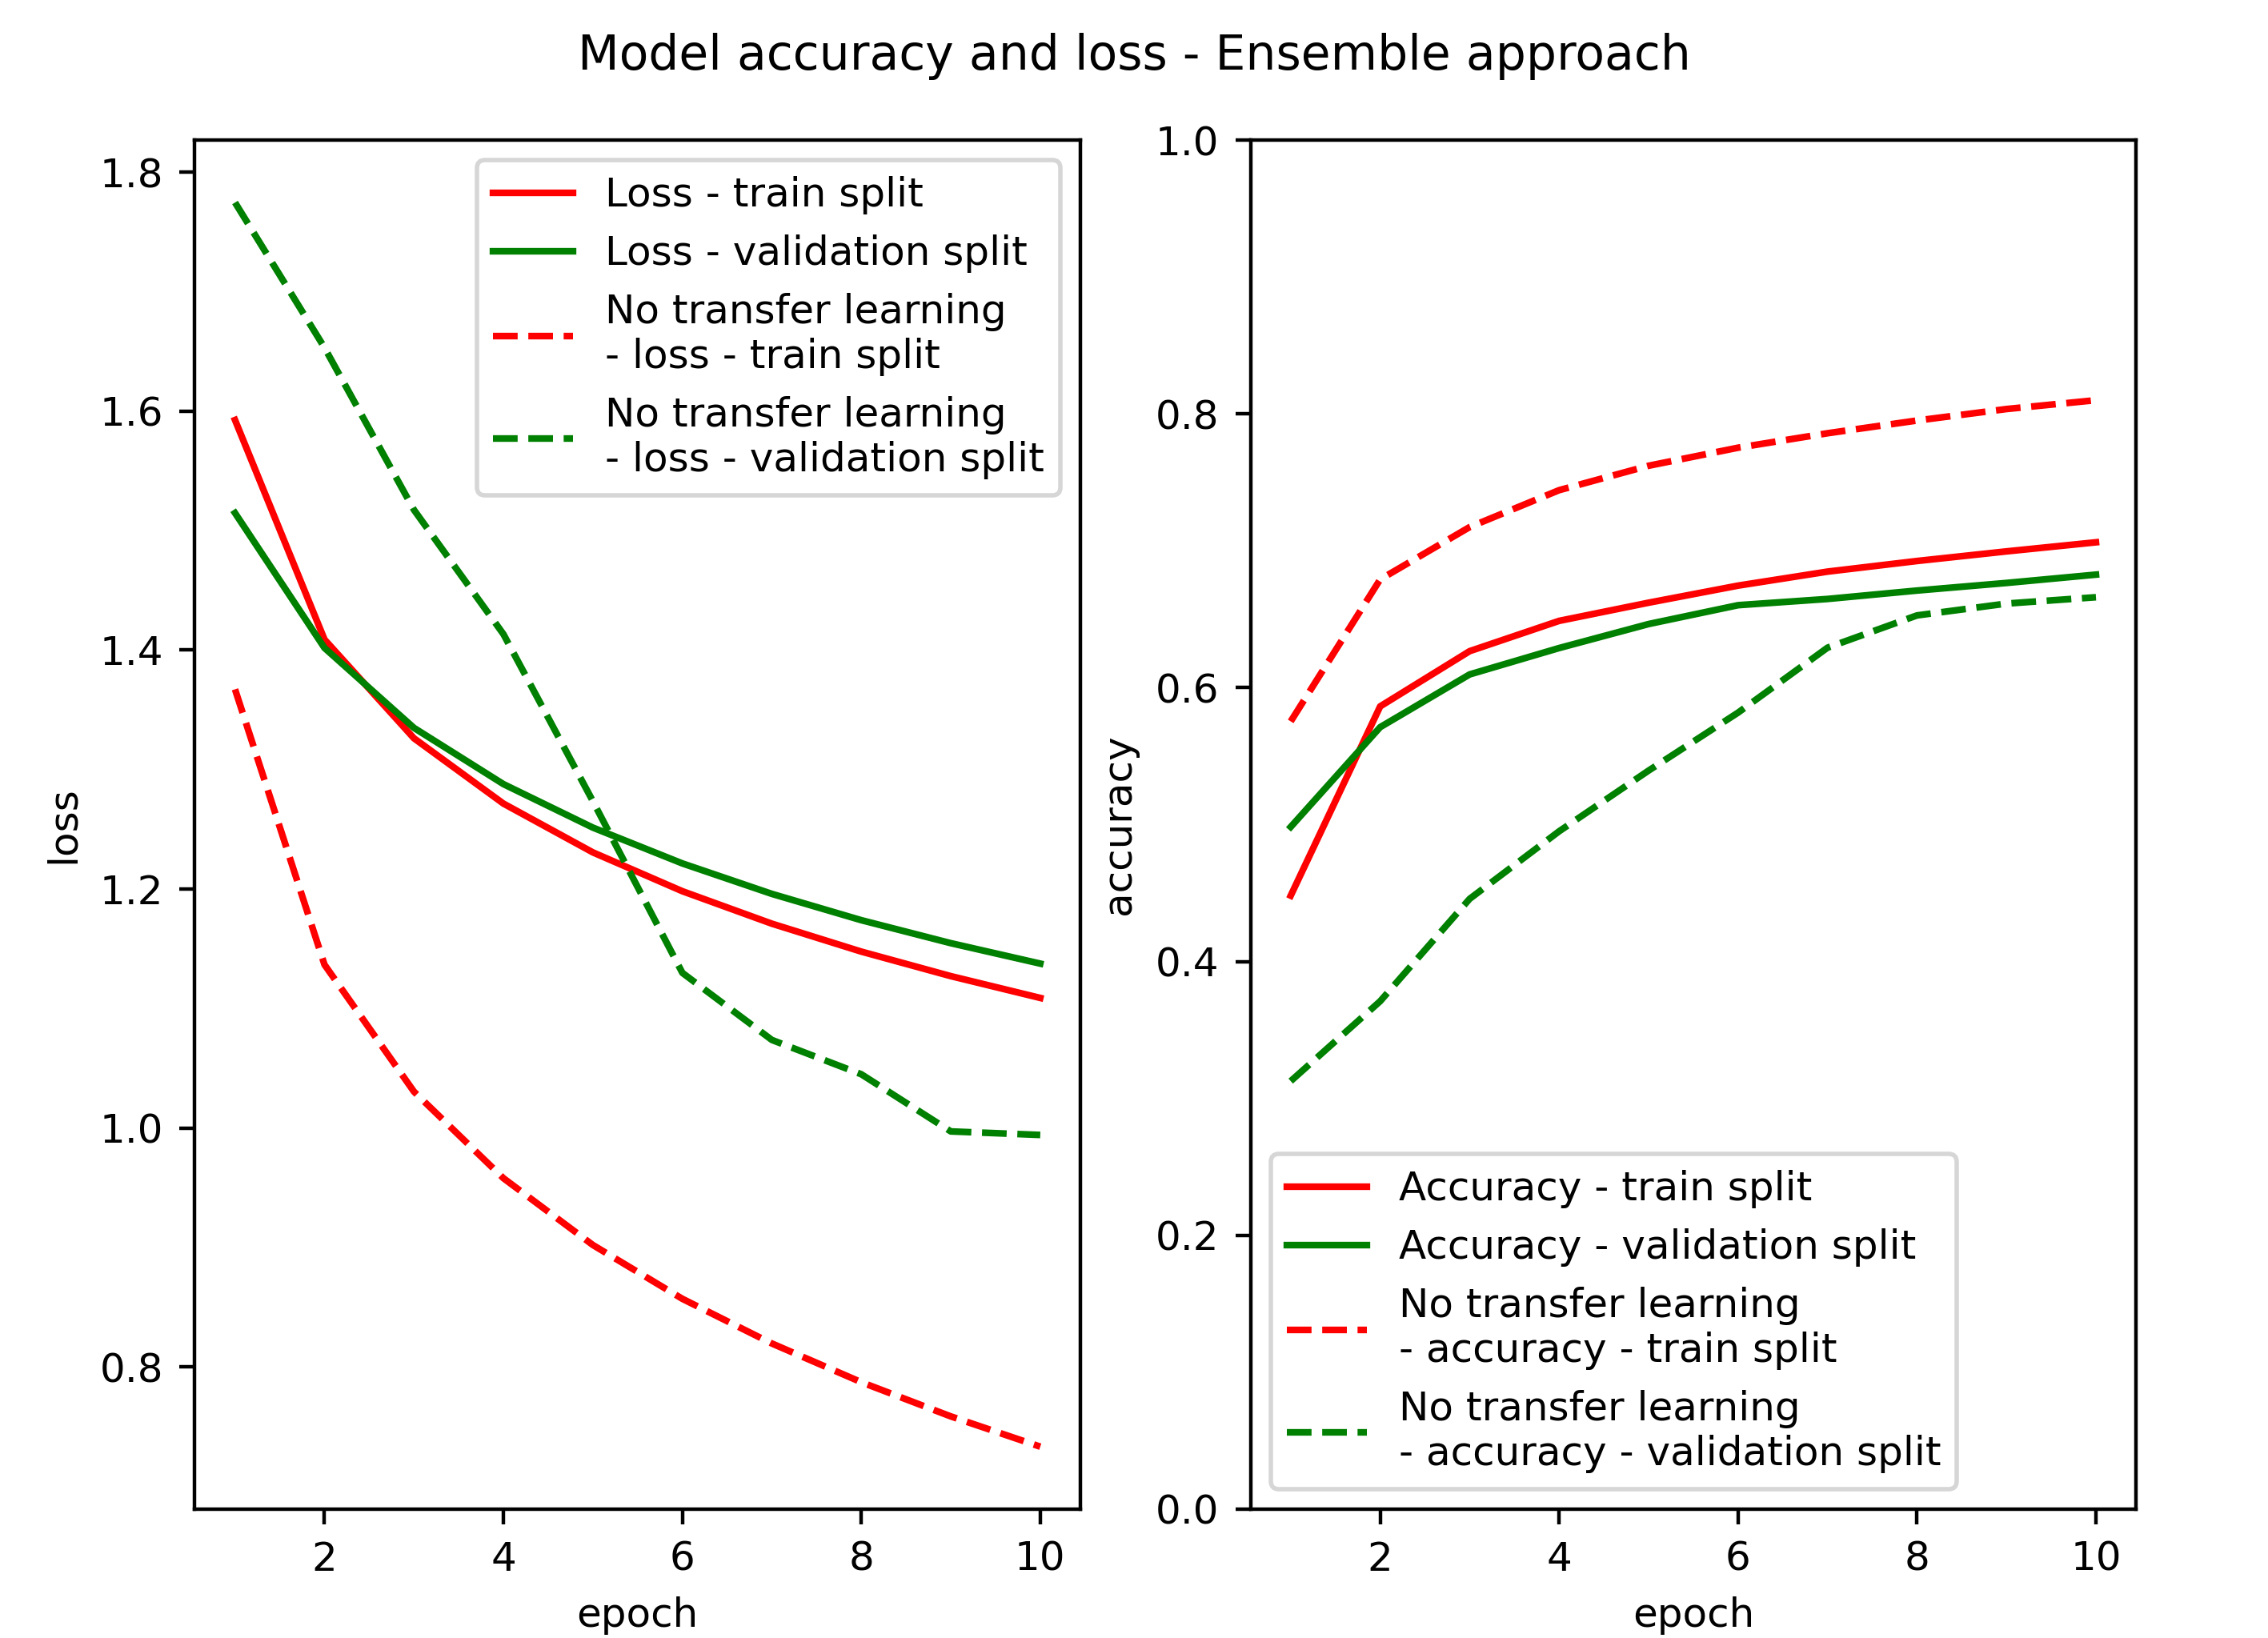 Model accuracy and loss - Ensemble approach
1.8
1.6
1.4
1.2
1.0
0.8
loss
2 4 6 8 10
epoch
Loss - train split
Loss - validation split
No transfer learning
- loss - train split
No transfer learning
- loss - validation split
1.0
0.8
0.6
0.4
0.2
0.0
accuracy
2 4 6 8 10
epoch
Accuracy - train split
Accuracy - validation split
No transfer learning
- accuracy - train split
No transfer learning
- accuracy - validation split